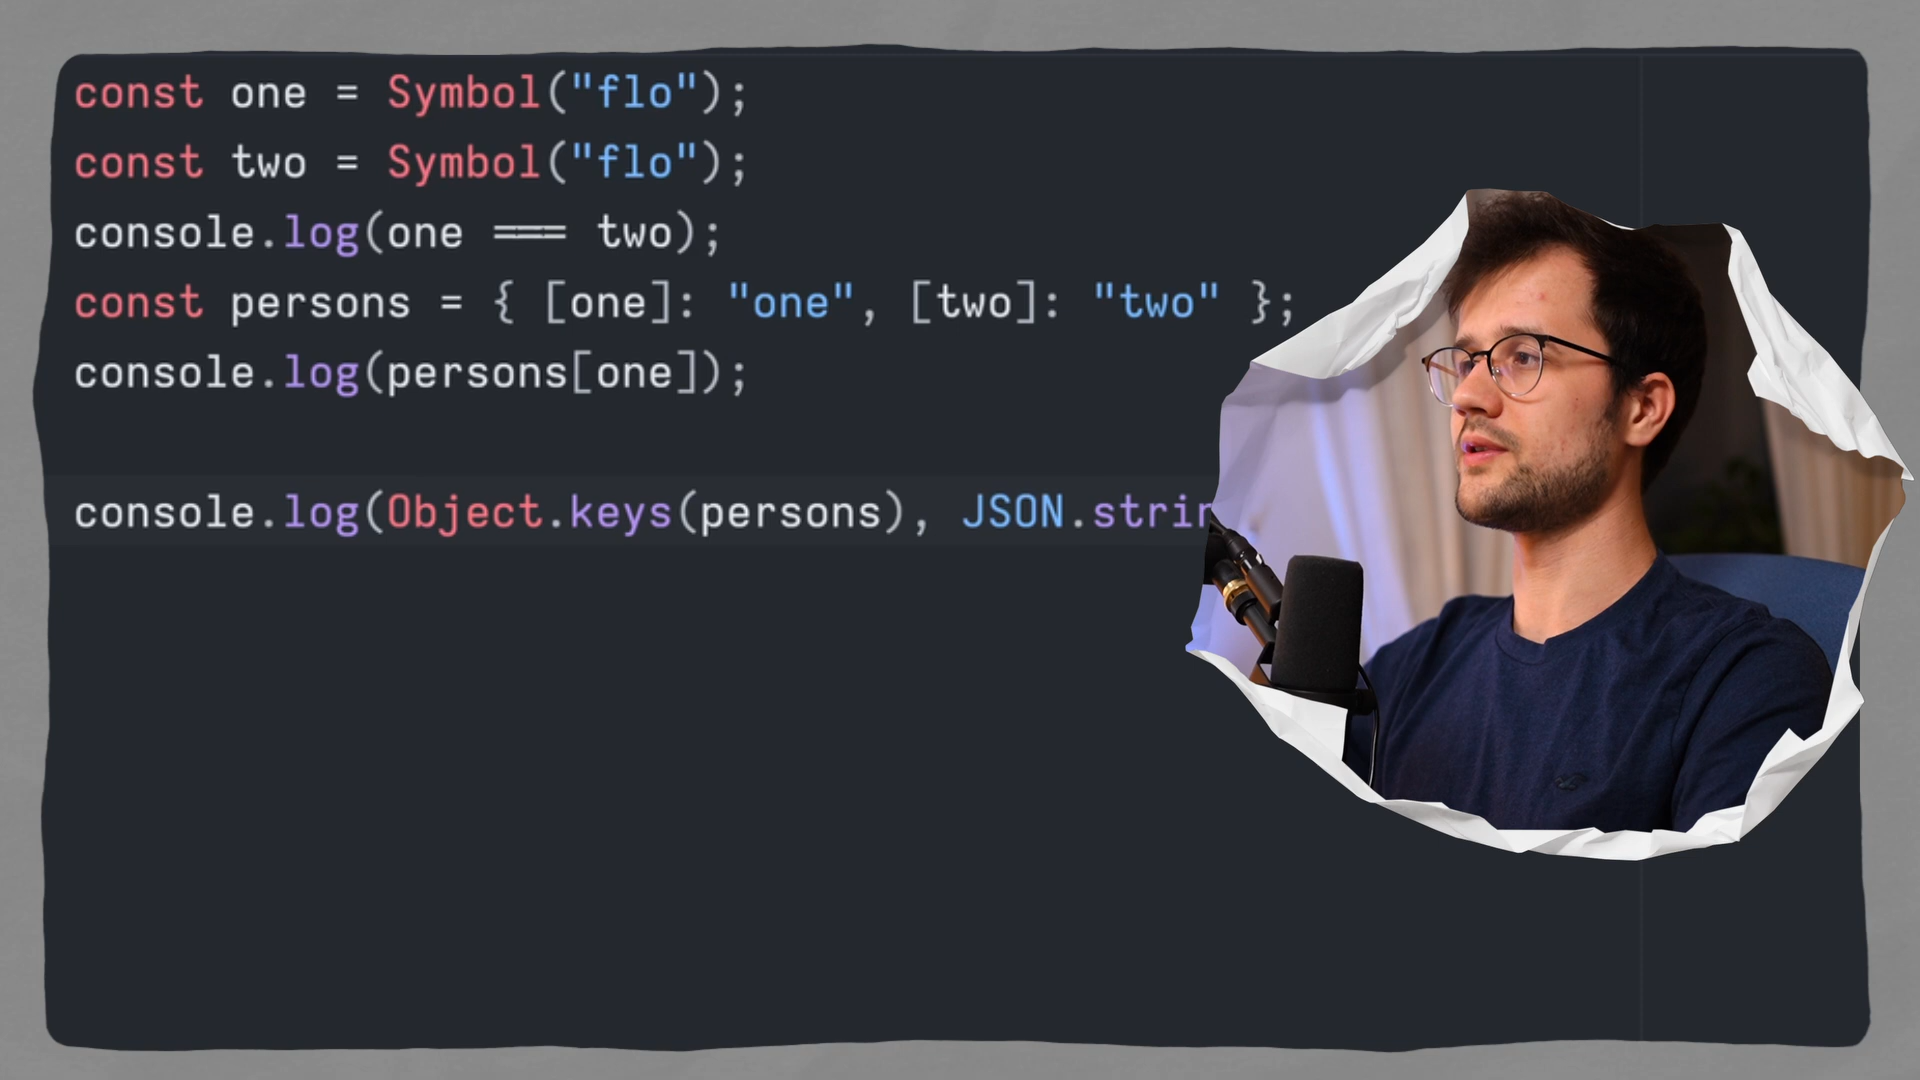 const one = Symbol("flo");
const two = Symbol("flo");
console.log(one === two);
const persons = { [one]: "one", [two]: "two" };
console.log(persons[one]);
console.log(Object.keys(persons), JSON.strin